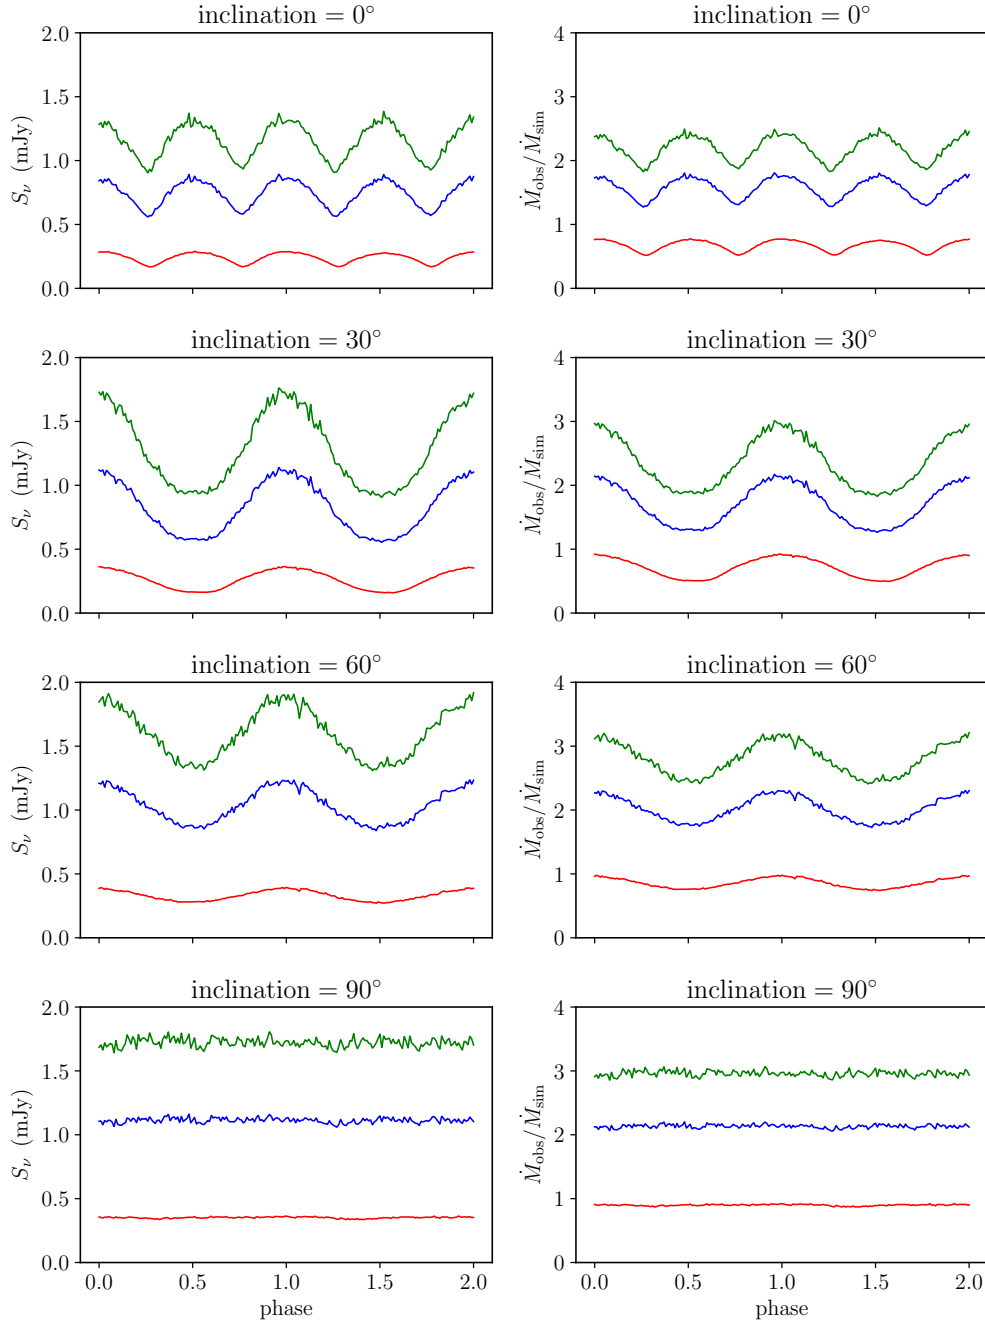 inclination = 0°
2.0
1.5
1.0
0.5
0.0
S_ν (mJy)
inclination = 0°
4
3
2
1
0
Ṁ_obs/Ṁ_sim
inclination = 30°
2.0
1.5
1.0
0.5
0.0
S_ν (mJy)
inclination = 30°
4
3
2
1
0
Ṁ_obs/Ṁ_sim
inclination = 60°
2.0
1.5
1.0
0.5
0.0
S_ν (mJy)
inclination = 60°
4
3
2
1
0
Ṁ_obs/Ṁ_sim
inclination = 90°
2.0
1.5
1.0
0.5
0.0
S_ν (mJy)
0.0 0.5 1.0 1.5 2.0
phase
inclination = 90°
4
3
2
1
0
Ṁ_obs/Ṁ_sim
0.0 0.5 1.0 1.5 2.0
phase